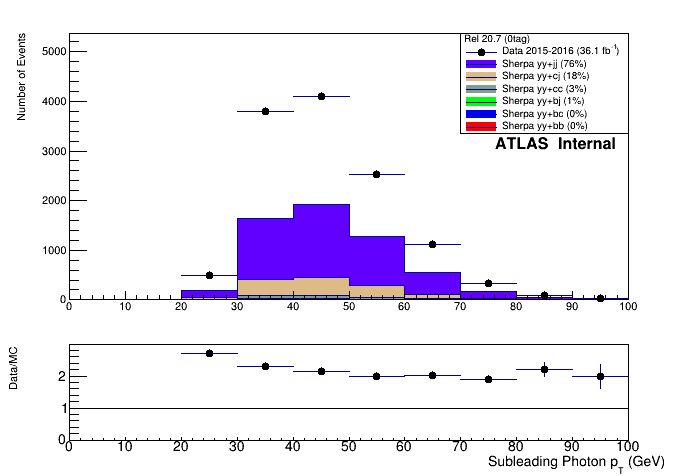 Number of Events
5000
4000
3000
2000
1000
0
Rel 20.7 (0tag)
Data 2015-2016 (36.1 fb-1)
Sherpa yy+jj (76%)
Sherpa yy+cj (18%)
Sherpa yy+cc (3%)
Sherpa yy+bj (1%)
Sherpa yy+bc (0%)
Sherpa yy+bb (0%)
ATLAS Internal
0 10 20 30 40 50 60 70 80 90 100
Data/MC
2
1
0
0 10 20 30 40 50 60 70 80 90 100
Subleading Photon pT (GeV)